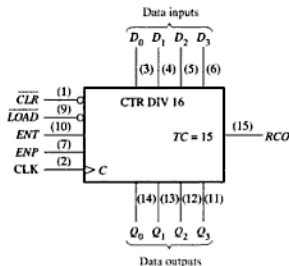 Data inputs
D0 D1 D2 D3
(3) (4) (5) (6)
CLR (1)
LOAD (9)
ENT (10)
ENP (7)
CLK (2)
CTR DIV 16
TC = 15
C
(15) RCO
(14) (13) (12) (11)
Q0 Q1 Q2 Q3
Data outputs